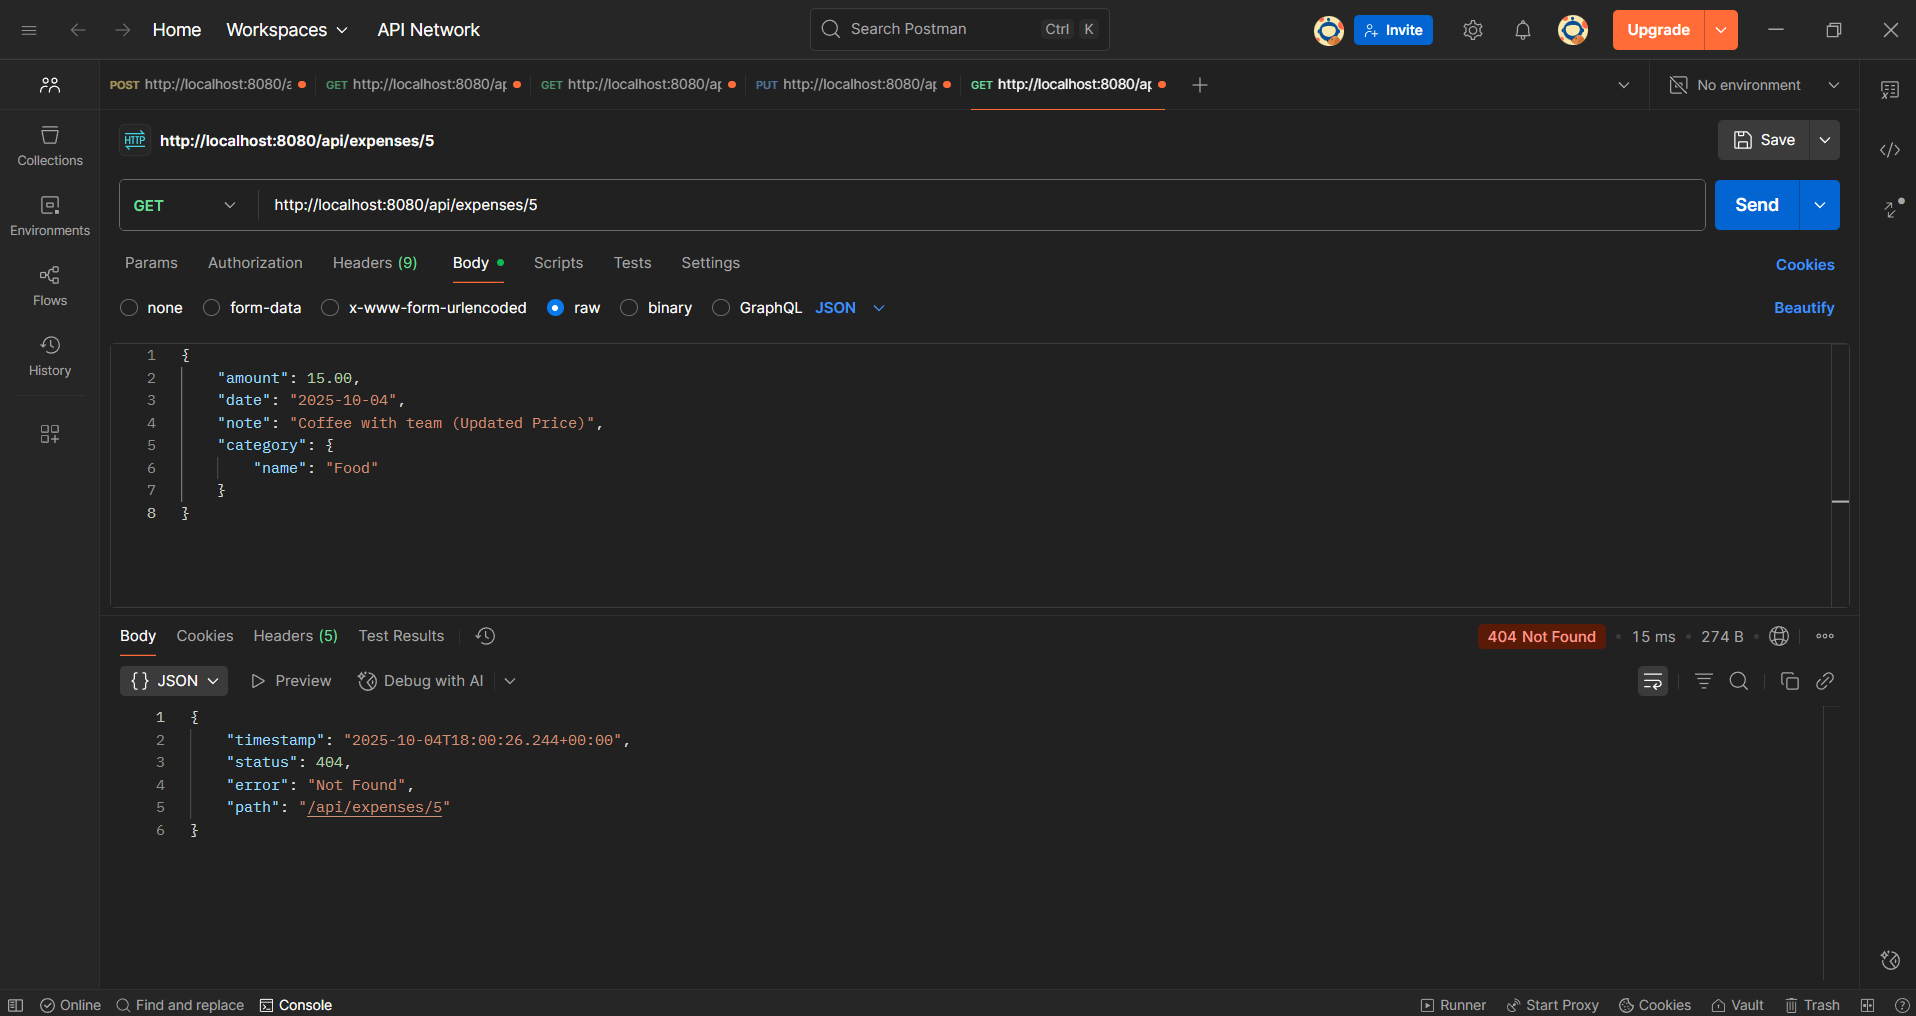 Home Workspaces API Network Search Postman Ctrl K Invite Upgrade
POST http://localhost:8080/a GET http://localhost:8080/ap GET http://localhost:8080/ap PUT http://localhost:8080/ap GET http://localhost:8080/ap No environment
Collections
Environments
Flows
History
HTTP http://localhost:8080/api/expenses/5 Save
GET http://localhost:8080/api/expenses/5 Send
Params Authorization Headers (9) Body Scripts Tests Settings Cookies
none form-data x-www-form-urlencoded raw binary GraphQL JSON Beautify
1 {
2 "amount": 15.00,
3 "date": "2025-10-04",
4 "note": "Coffee with team (Updated Price)",
5 "category": {
6 "name": "Food"
7 }
8 }
Body Cookies Headers (5) Test Results 404 Not Found 15 ms 274 B
{} JSON Preview Debug with AI
1 {
2 "timestamp": "2025-10-04T18:00:26.244+00:00",
3 "status": 404,
4 "error": "Not Found",
5 "path": "/api/expenses/5"
6 }
Online Find and replace Console Runner Start Proxy Cookies Vault Trash